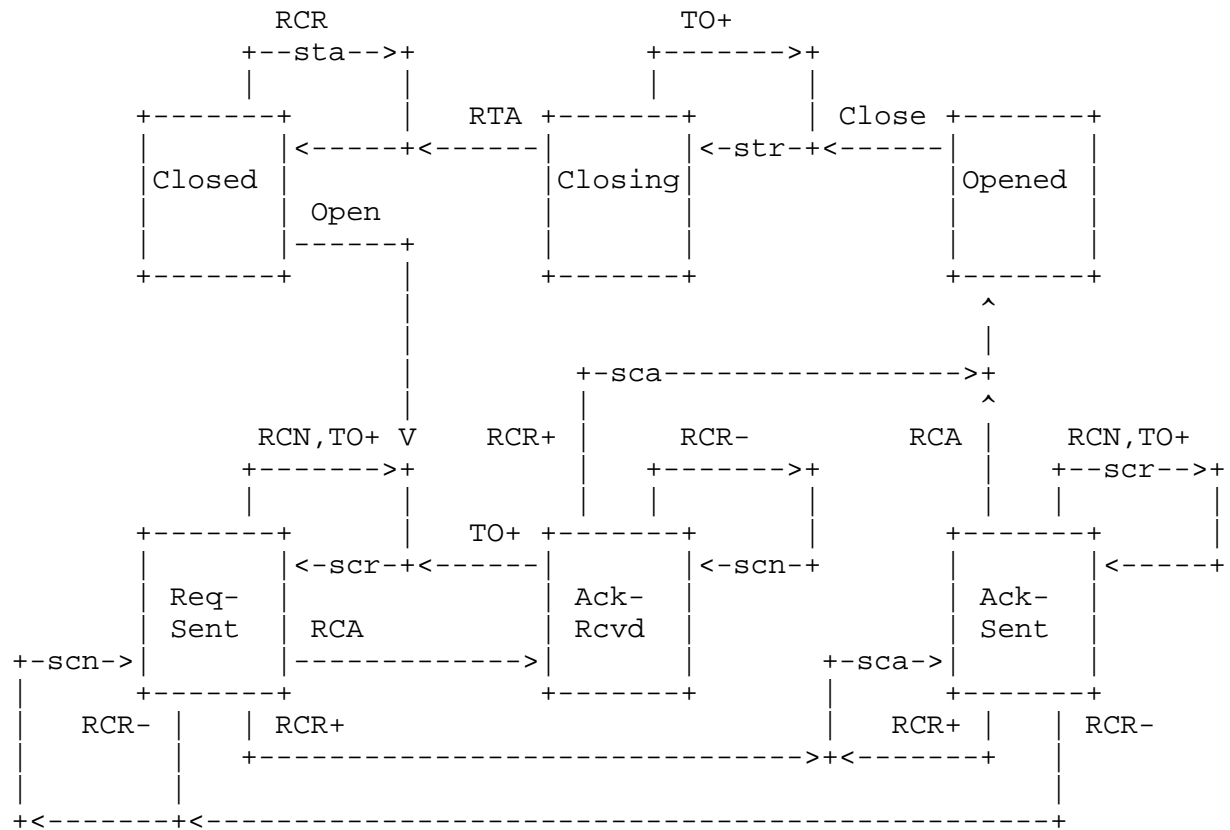 RCR TO+
+--sta-->+ +------->+
| | | |
+-------+ | RTA +-------+ | Close +-------+
| |<-----+<------| |<-str-+<------| |
|Closed | |Closing| |Opened |
| | Open | | | |
| |------+ | | | |
+-------+ | +-------+ +-------+
| ^
| |
| +-sca----------------->+
| | ^
RCN,TO+ V RCR+ | RCR- RCA | RCN,TO+
+------->+ | +------->+ | +--scr-->+
| | | | | | | |
+-------+ | TO+ +-------+ | +-------+ |
| |<-scr-+<------| |<-scn-+ | |<-----+
| Req- | | Ack- | | Ack- |
| Sent | RCA | Rcvd | | Sent |
+-scn->| |------------->| | +-sca->| |
| +-------+ +-------+ | +-------+
| RCR- | | RCR+ | RCR+ | | RCR-
| | +------------------------------->+<-------+ |
| | |
+<-------+<------------------------------------------------+